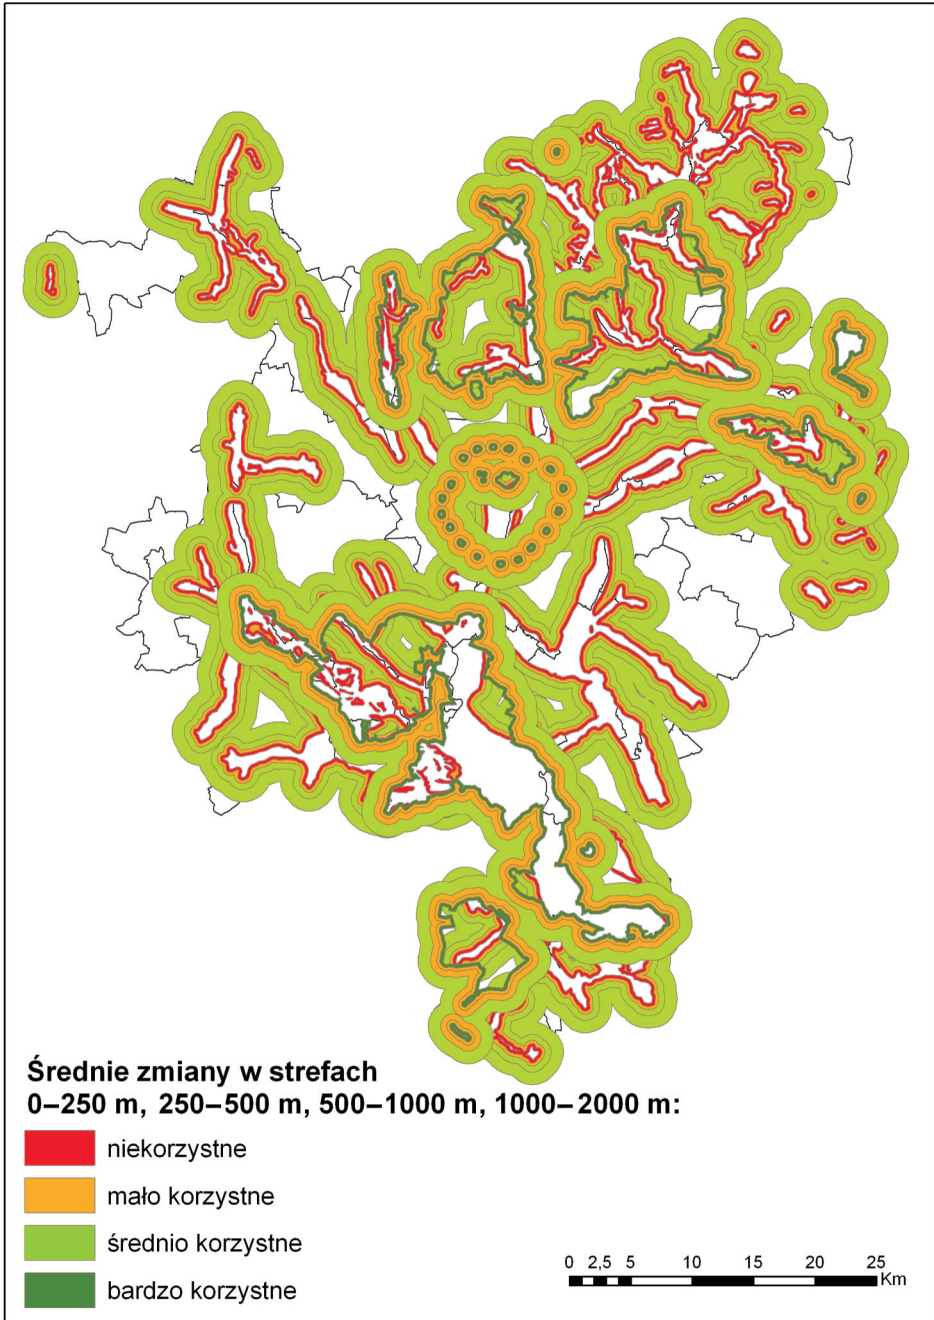 Średnie zmiany w strefach
0–250 m, 250–500 m, 500–1000 m, 1000–2000 m:
niekorzystne
mało korzystne
średnio korzystne
bardzo korzystne
0 2,5 5 10 15 20 25
Km